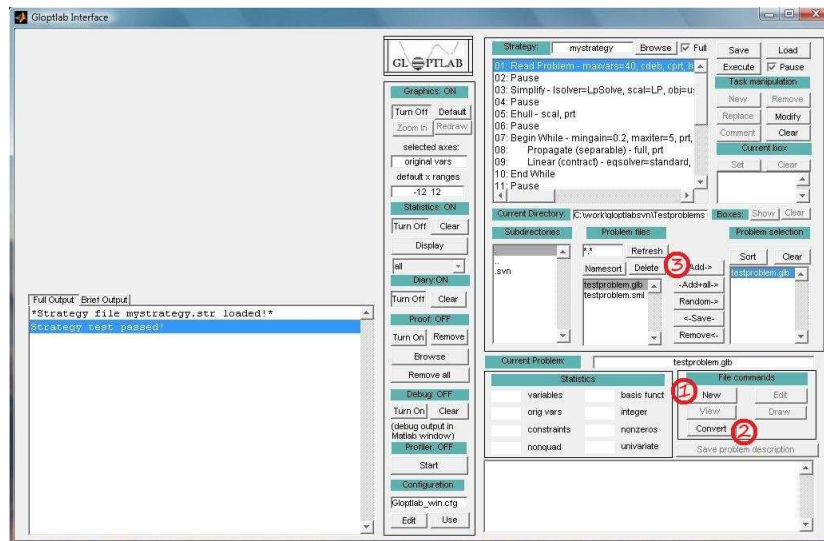 Gloptlab Interface
GLOPTLAB
Graphics: ON
Turn Off Default
Zoom in Redraw
selected axes:
original vars
default x ranges
-12 12
Statistics: ON
Turn Off Clear
Display
all
Diary:ON
Turn Off Clear
Proof: OFF
Turn On Remove
Browse
Remove all
Debug: OFF
Turn On Clear
(debug output in
Matlab window)
Profiler: OFF
Start
Configuration
Gloptlab_win.cfg
Edit Use
Full Output Brief Output
*Strategy file mystrategy.str loaded!*
Strategy test passed!
Strategy: mystrategy Browse Full
01: Read Problem - maxvars=40, cdeb, cprt, b
02: Pause
03: Simplify - lsolver=LpSolve, scal=LP, obj=u
04: Pause
05: Ehull - scal, prt
06: Pause
07: Begin While - mingain=0.2, maxiter=5, prt,
08: Propagate (separable) - full, prt
09: Linear (contract) - eqsolver=standard,
10: End While
11: Pause
Save Load
Execute Pause
Task manipulation
New Remove
Replace Modify
Comment Clear
Current box
Set Clear
Current Directory: C:\work\gloptlabsvn\Testproblems Boxes: Show Clear
Subdirectories
.
..
.svn
Problem files
*.* Refresh
Namesort Delete
testproblem.glb
testproblem.sml
3
-Add->
-Add+all->
Random->
<-Save-
Remove<-
Problem selection
Sort Clear
testproblem.glb
Current Problem: testproblem.glb
Statistics
variables basis funct
orig vars integer
constraints nonzeros
nonquad univariate
File commands
1 New Edit
View Draw
Convert 2
Save problem description